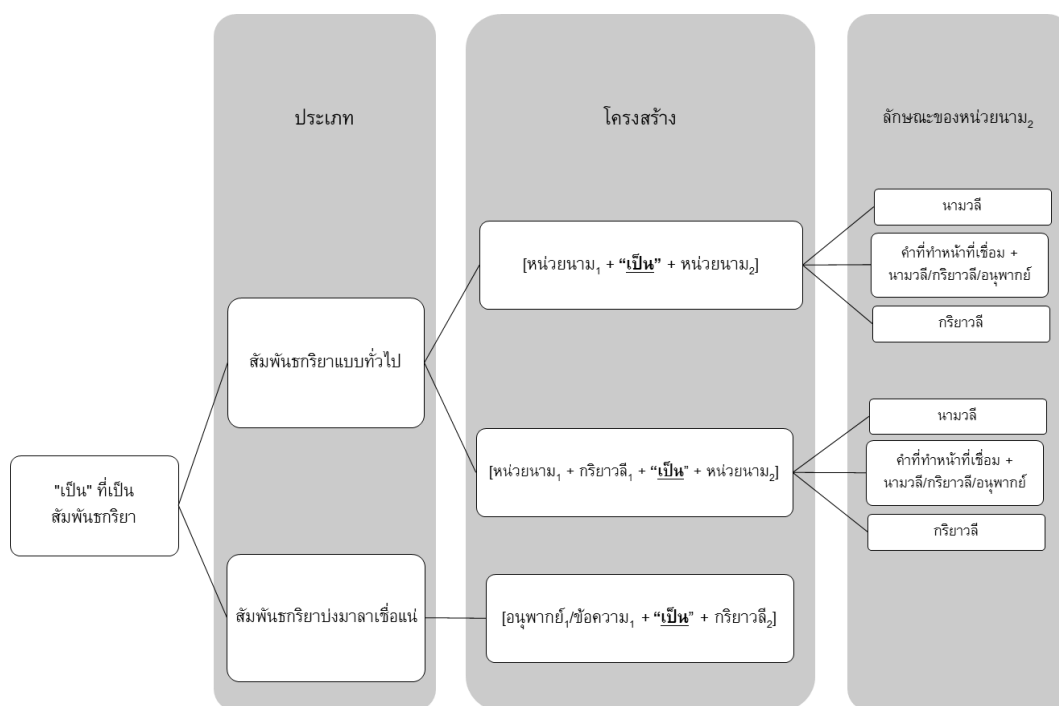 ประเภท
โครงสร้าง
ลักษณะของหน่วยนาม₂
"เป็น" ที่เป็น
สัมพันธกริยา
สัมพันธกริยาแบบทั่วไป
[หน่วยนาม₁ + “เป็น” + หน่วยนาม₂]
นามวลี
คำที่ทำหน้าที่เชื่อม +
นามวลี/กริยาวลี/อนุพากย์
กริยาวลี
[หน่วยนาม₁ + กริยาวลี₁ + “เป็น” + หน่วยนาม₂]
นามวลี
คำที่ทำหน้าที่เชื่อม +
นามวลี/กริยาวลี/อนุพากย์
กริยาวลี
สัมพันธกริยาบ่งมาลาเชื่อแน่
[อนุพากย์₁/ข้อความ₁ + “เป็น” + กริยาวลี₂]